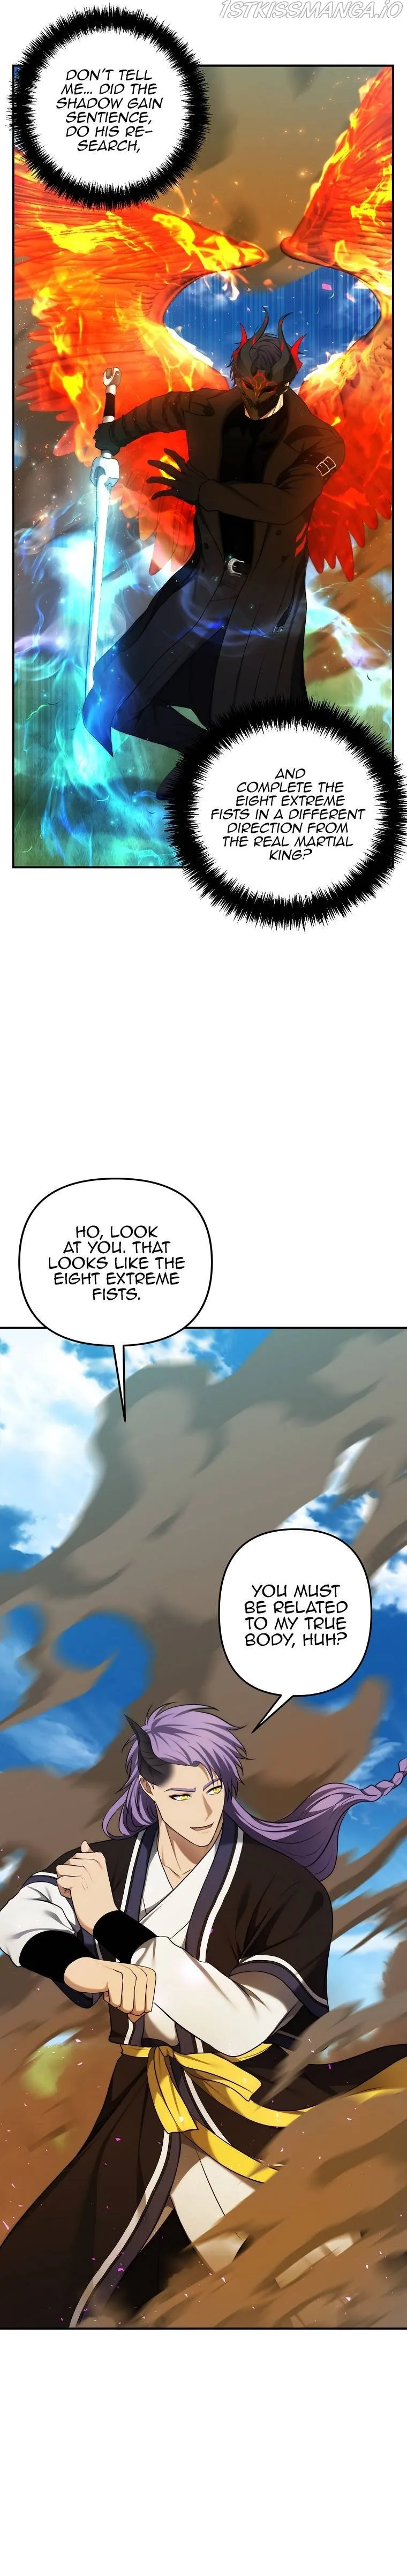 1STKISSMANGA.IO
DON'T TELL
ME... DID THE
SHADOW GAIN
SENTIENCE,
DO HIS RE-
SEARCH,
AND
COMPLETE THE
EIGHT EXTREME
FISTS IN A DIFFERENT
DIRECTION FROM
THE REAL MARTIAL
KING?
HO, LOOK
AT YOU. THAT
LOOKS LIKE THE
EIGHT EXTREME
FISTS.
YOU MUST
BE RELATED
TO MY TRUE
BODY, HUH?